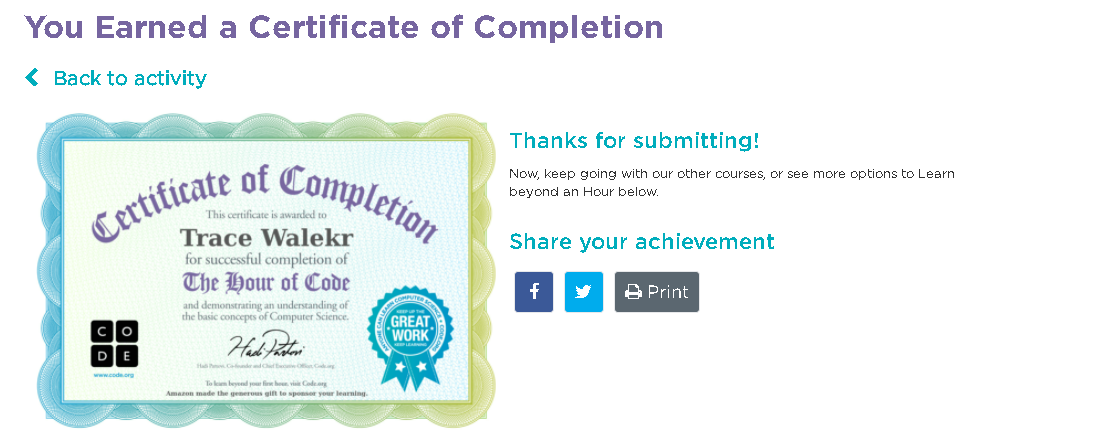 You Earned a Certificate of Completion
Back to activity
Certificate of Completion
This certificate is awarded to
Trace Walekr
for successful completion of
The Hour of Code
and demonstrating an understanding of
the basic concepts of Computer Science.
C O
D E
www.code.org
Hadi Partovi
Hadi Partovi, Co-founder and Chief Executive Officer, Code.org
To learn beyond your first hour, visit Code.org
Amazon made the generous gift to sponsor your learning.
ANYONE CAN LEARN COMPUTER SCIENCE
KEEP UP THE
GREAT
WORK
KEEP LEARNING
Thanks for submitting!
Now, keep going with our other courses, or see more options to Learn
beyond an Hour below.
Share your achievement
f
Print